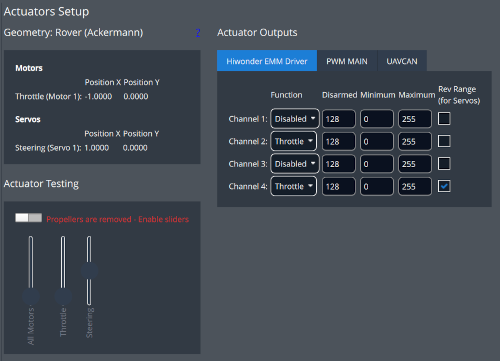 Actuators Setup
Geometry: Rover (Ackermann) ?
Motors
Position X Position Y
Throttle (Motor 1): -1.0000 0.0000
Servos
Position X Position Y
Steering (Servo 1): 1.0000 0.0000
Actuator Testing
Propellers are removed - Enable sliders
All Motors
Throttle
Steering
Actuator Outputs
Hiwonder EMM Driver PWM MAIN UAVCAN
Function Disarmed Minimum Maximum Rev Range
(for Servos)
Channel 1: Disabled 128 0 255
Channel 2: Throttle 128 0 255
Channel 3: Disabled 128 0 255
Channel 4: Throttle 128 0 255